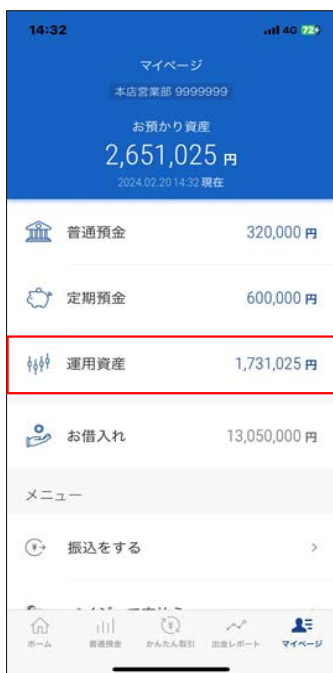 14:32
4G 72
マイページ
本店営業部 9999999
お預かり資産
2,651,025 円
2024.02.20 14:32 現在
普通預金 320,000 円
定期預金 600,000 円
運用資産 1,731,025 円
お借入れ 13,050,000 円
メニュー
振込をする
ホーム 普通預金 かんたん取引 出金レポート マイページ